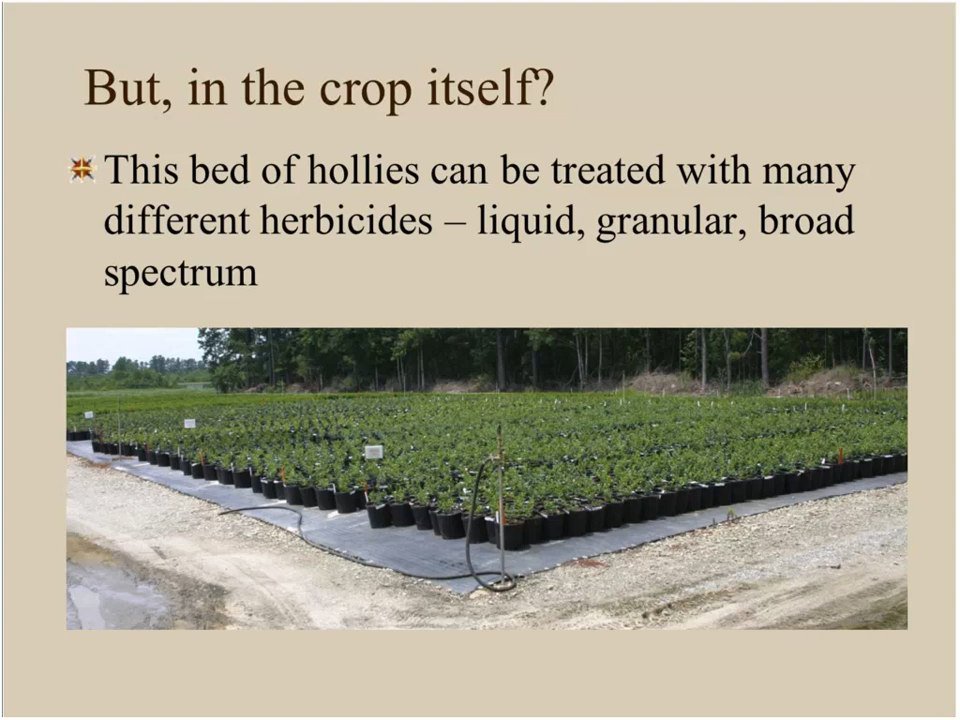 But, in the crop itself?
This bed of hollies can be treated with many
different herbicides – liquid, granular, broad
spectrum